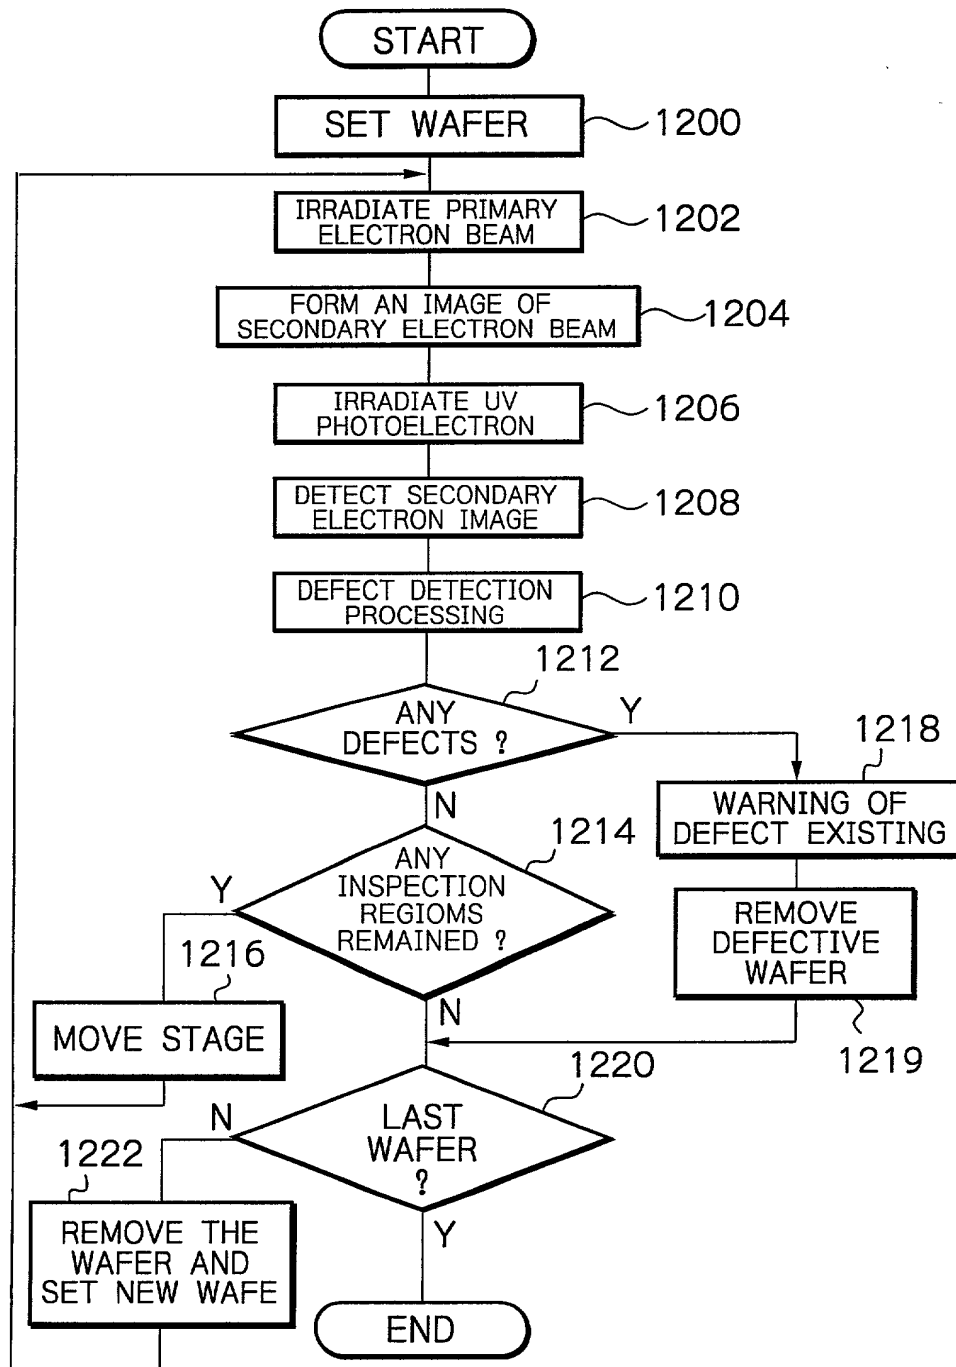 START
SET WAFER
1200
IRRADIATE PRIMARY
ELECTRON BEAM
1202
FORM AN IMAGE OF
SECONDARY ELECTRON BEAM
1204
IRRADIATE UV
PHOTOELECTRON
1206
DETECT SECONDARY
ELECTRON IMAGE
1208
DEFECT DETECTION
PROCESSING
1210
1212
ANY
DEFECTS ?
Y
N
1218
WARNING OF
DEFECT EXISTING
1214
ANY
INSPECTION
REGIOMS
REMAINED ?
Y
N
REMOVE
DEFECTIVE
WAFER
1219
1216
MOVE STAGE
1220
LAST
WAFER
?
N
Y
1222
REMOVE THE
WAFER AND
SET NEW WAFE
END